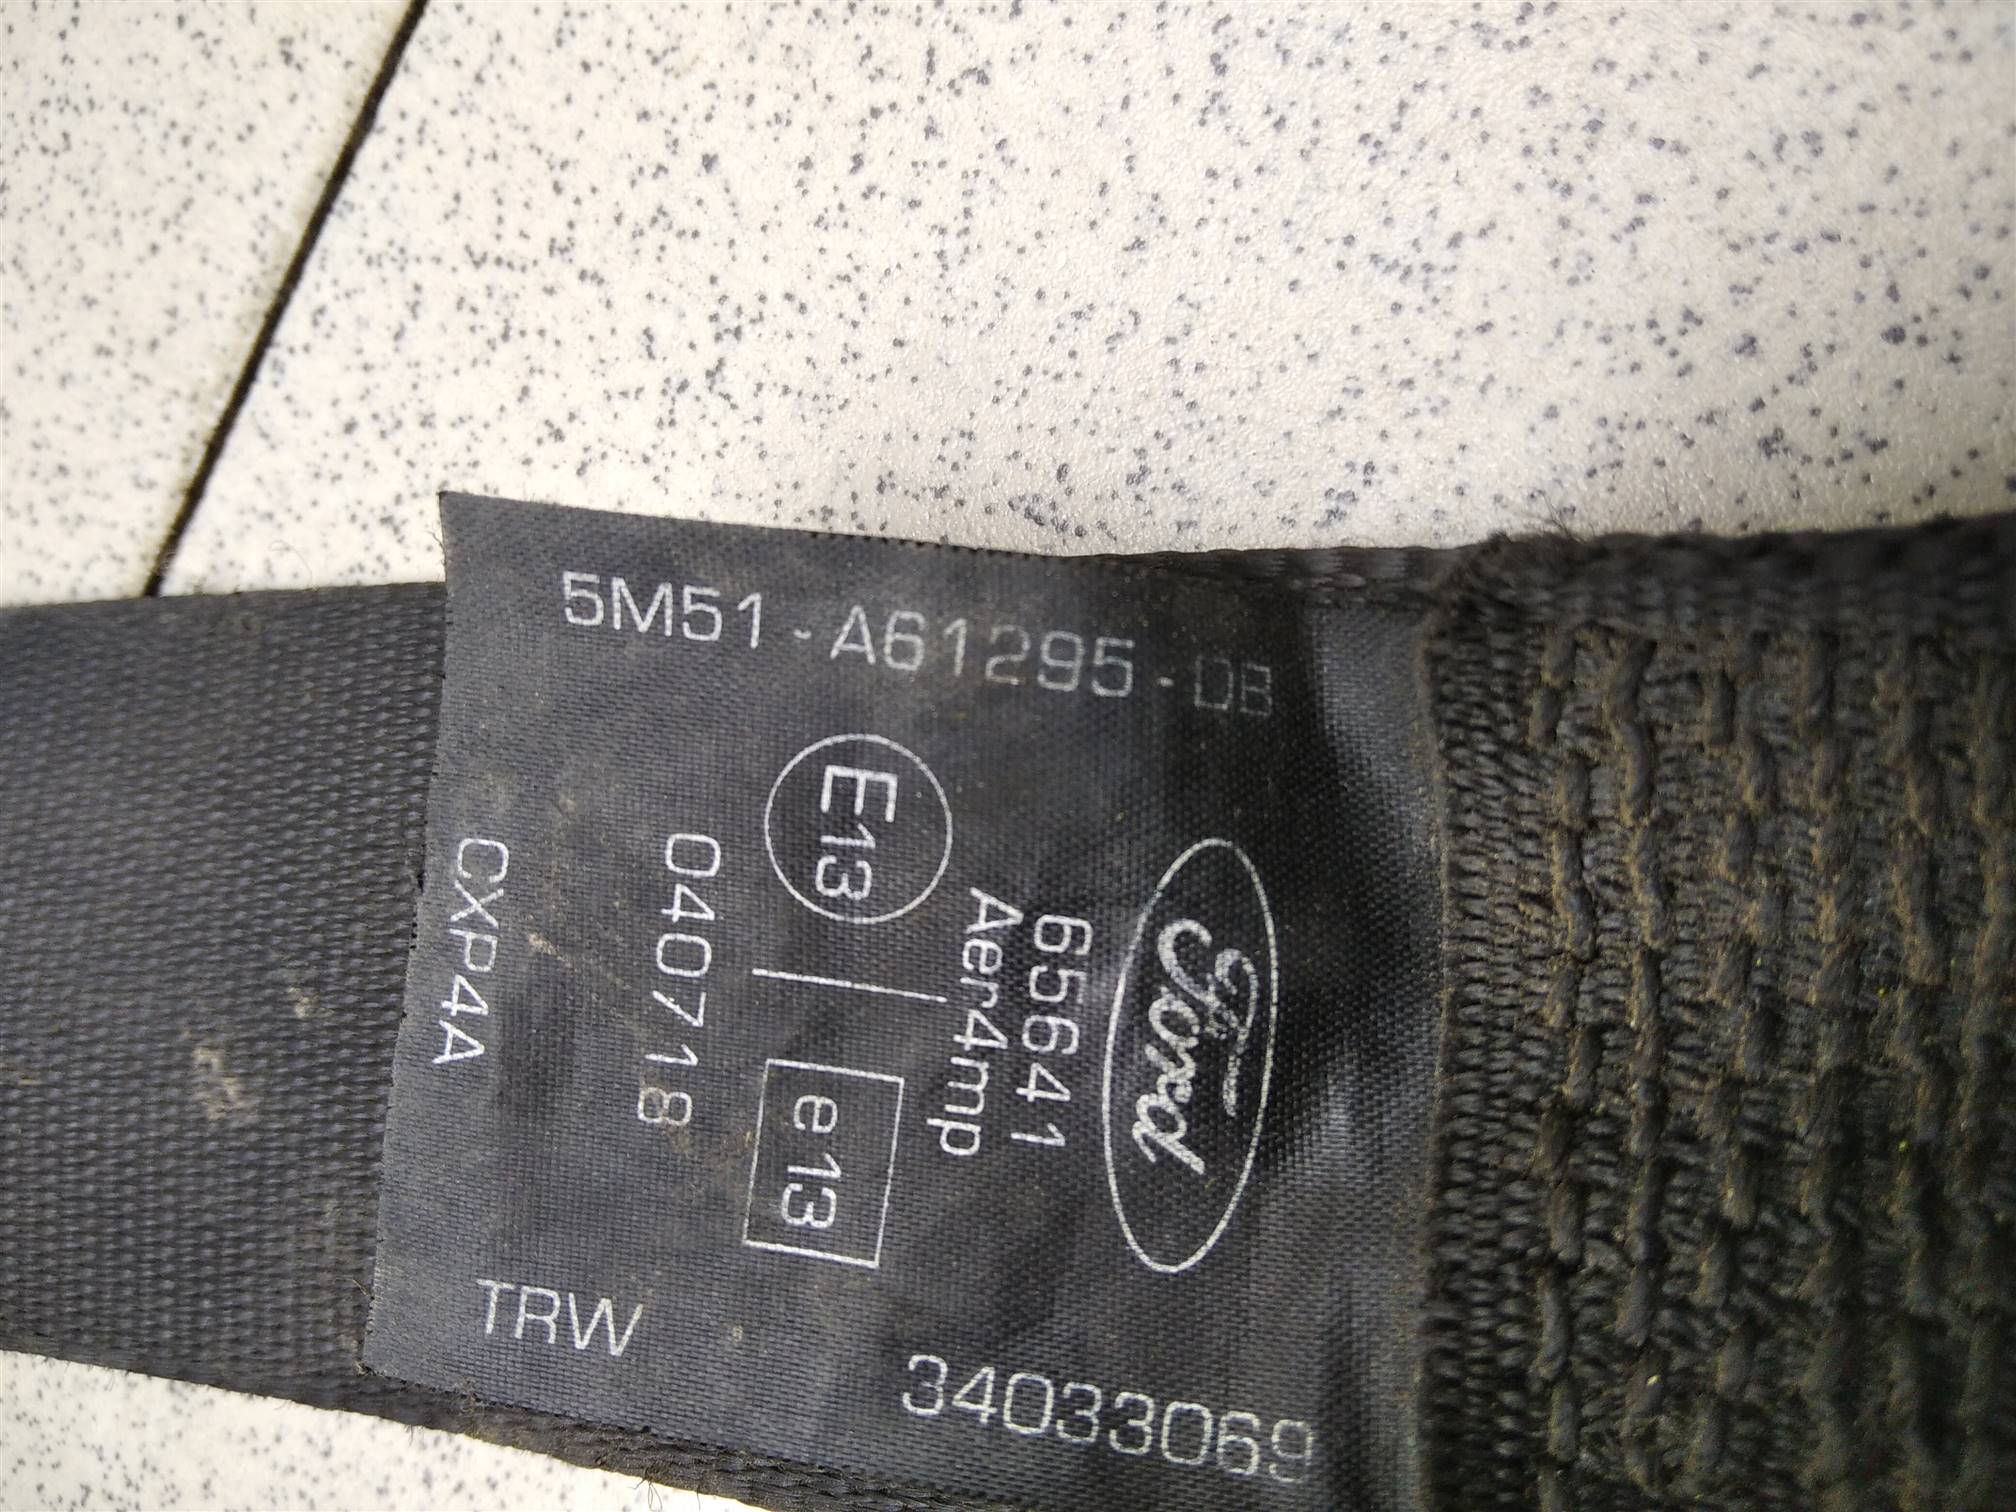 5M51-A61295-DB
Ford
65641
Aer4mp
E13
e13
040718
CXP4A
TRW
34033069